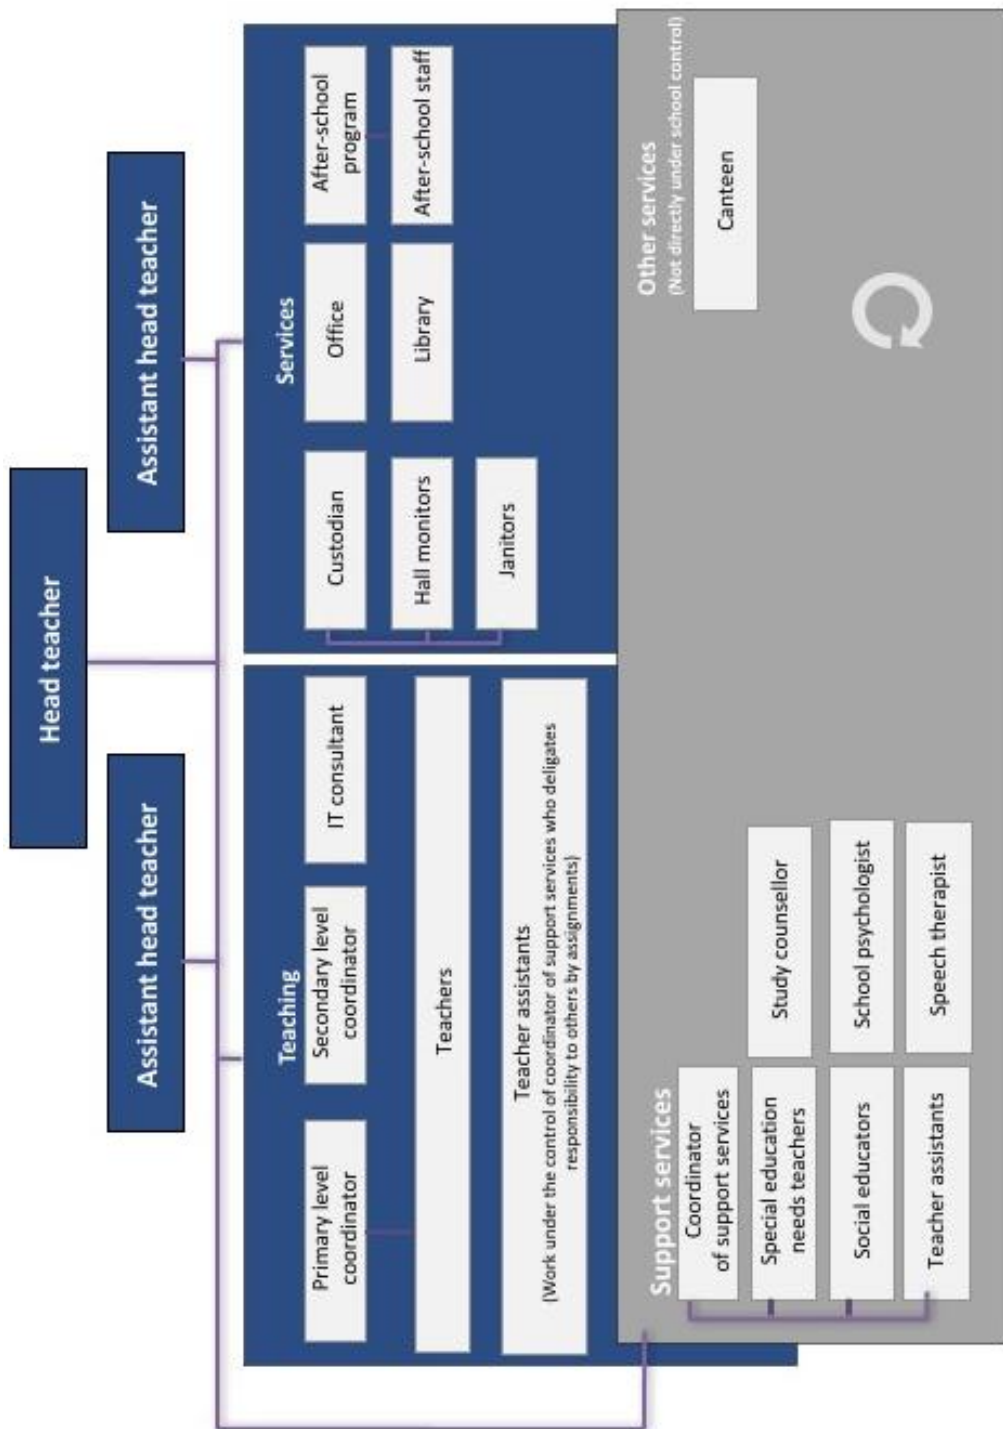 Head teacher
Assistant head teacher
Assistant head teacher
Teaching
Primary level
coordinator
Secondary level
coordinator
IT consultant
Teachers
Teacher assistants
(Work under the control of coordinator of support services who deligates
responsibility to others by assignments)
Services
Custodian
Office
After-school
program
Hall monitors
Library
After-school staff
Janitors
Support services
Coordinator
of support services
Special education
needs teachers
Study counsellor
Social educators
School psychologist
Teacher assistants
Speech therapist
Other services
(Not directly under school control)
Canteen